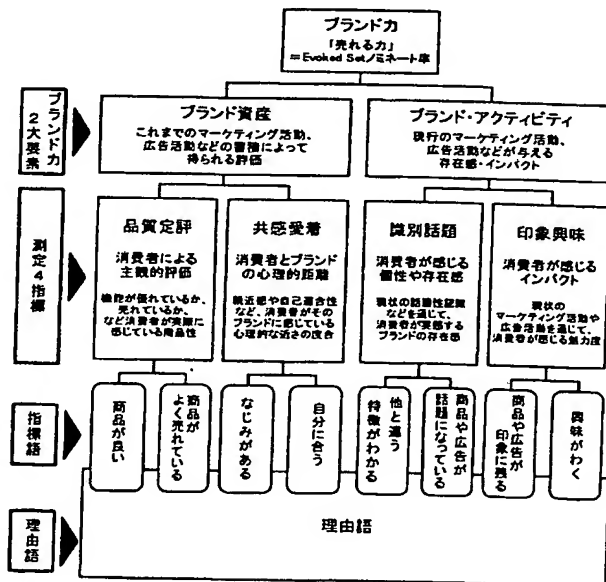 ブランド力
「売れる力」
＝Evoked Setノミネート率
ブランド力
2大要素
ブランド資産
これまでのマーケティング活動、
広告活動などの蓄積によって
得られる評価
ブランド・アクティビティ
現行のマーケティング活動、
広告活動などが与える
存在感・インパクト
測定4指標
品質定評
消費者による
主観的評価
機能が優れているか、
売れているか、
など消費者が実際に
感じている商品性
共感受着
消費者とブランド
の心理的距離
親近感や自己適合性
など、消費者がその
ブランドに感じている
心理的な近さの度合
識別話題
消費者が感じる
個性や存在感
現状の話題性認識
などを通じて、
消費者が実感する
ブランドの存在感
印象興味
消費者が感じる
インパクト
現状の
マーケティング活動や
広告活動を通じて、
消費者が感じる魅力度
指標語
商品が良い
商品が
よく売れている
なじみがある
自分に合う
他と違う
特徴がわかる
商品や広告が
話題になっている
商品や広告が
印象に残る
興味がわく
理由語
理由語